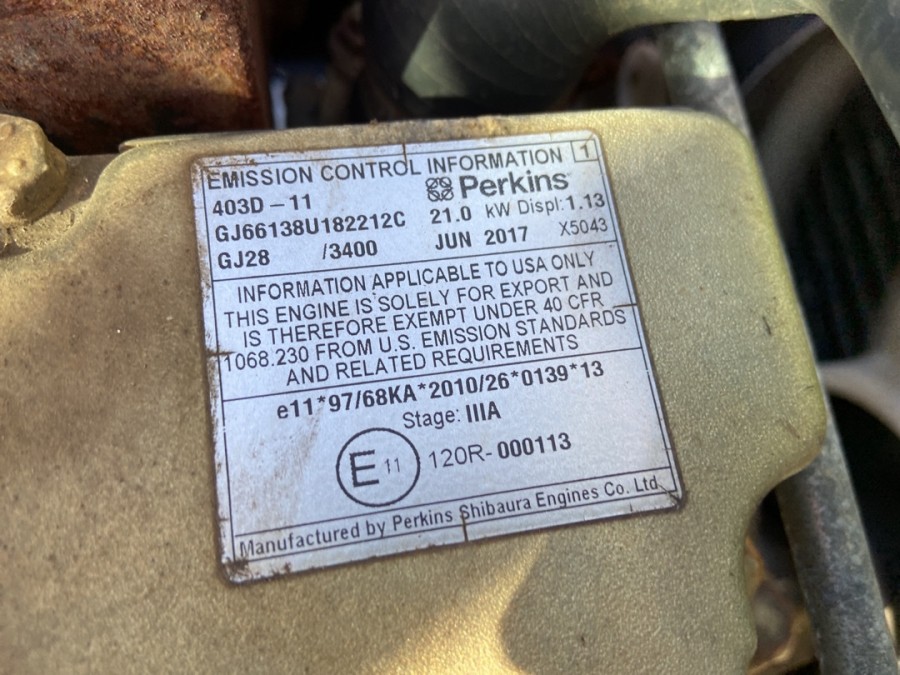 EMISSION CONTROL INFORMATION 1
403D-11 Perkins
GJ66138U182212C 21.0 kW Displ: 1.13
GJ28 /3400 JUN 2017 X5043
INFORMATION APPLICABLE TO USA ONLY
THIS ENGINE IS SOLELY FOR EXPORT AND
IS THEREFORE EXEMPT UNDER 40 CFR
1068.230 FROM U.S. EMISSION STANDARDS
AND RELATED REQUIREMENTS
e11*97/68KA*2010/26*0139*13
Stage: IIIA
E11 120R-000113
Manufactured by Perkins Shibaura Engines Co. Ltd.